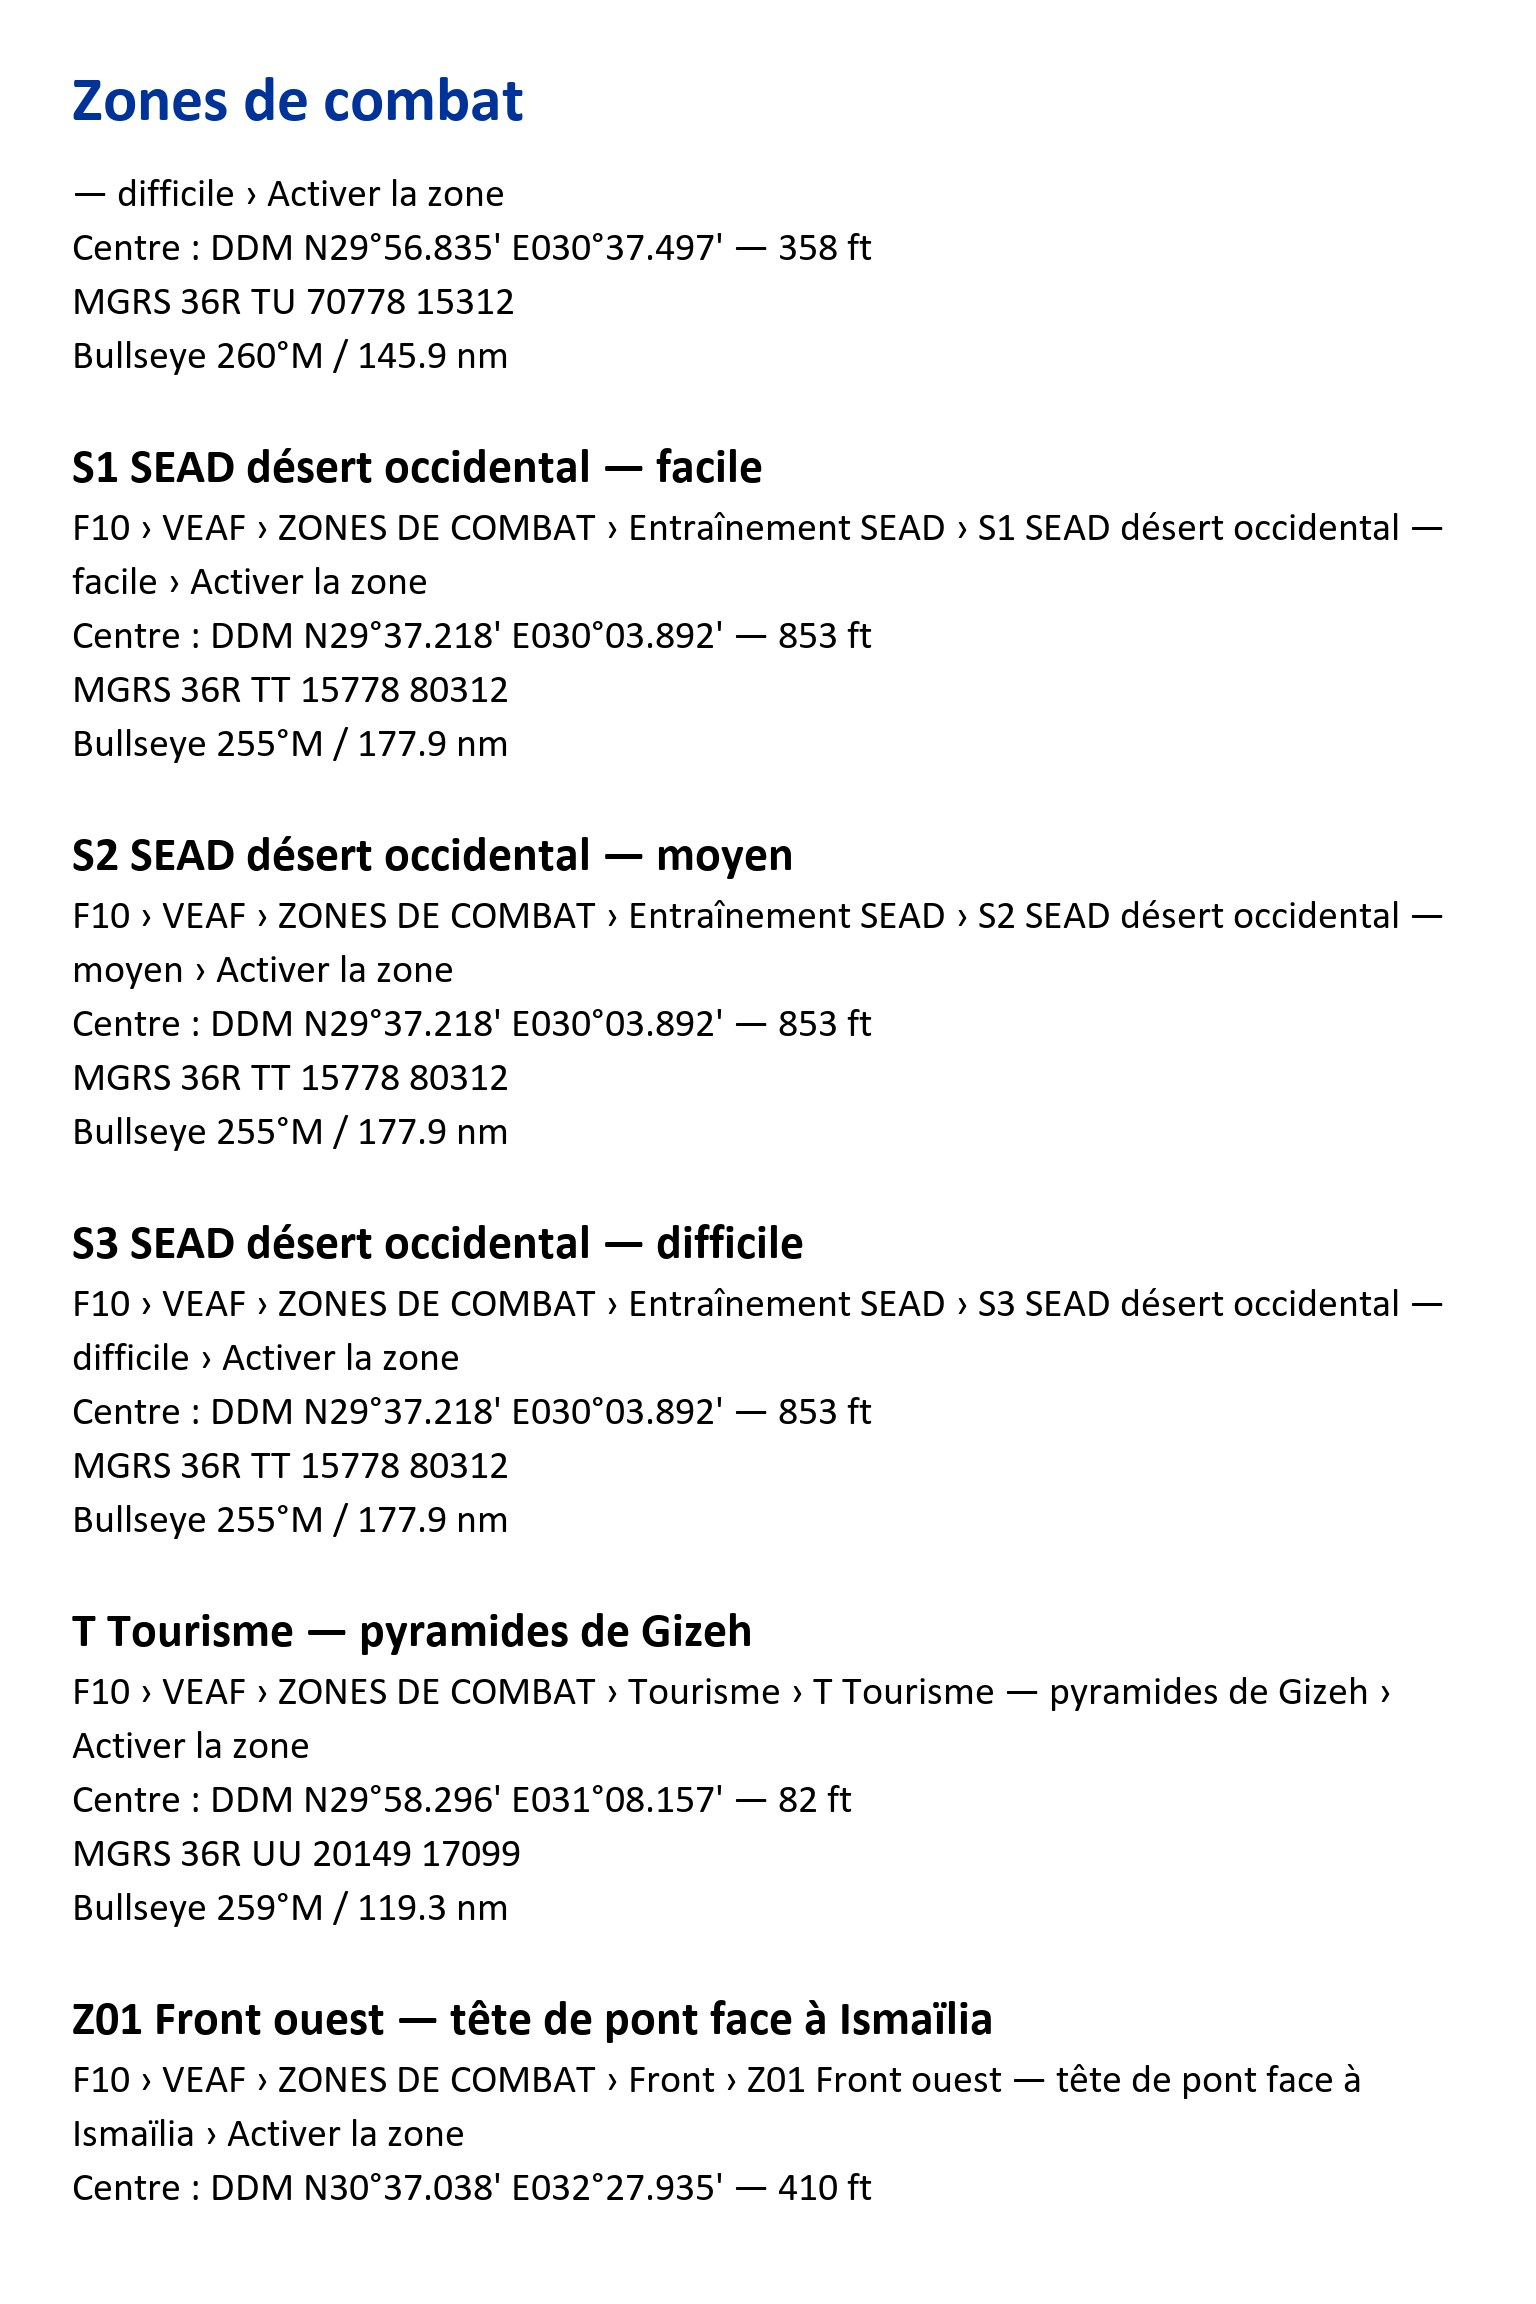 Zones de combat
— difficile › Activer la zone
Centre : DDM N29°56.835' E030°37.497' — 358 ft
MGRS 36R TU 70778 15312
Bullseye 260°M / 145.9 nm
S1 SEAD désert occidental — facile
F10 › VEAF › ZONES DE COMBAT › Entraînement SEAD › S1 SEAD désert occidental —
facile › Activer la zone
Centre : DDM N29°37.218' E030°03.892' — 853 ft
MGRS 36R TT 15778 80312
Bullseye 255°M / 177.9 nm
S2 SEAD désert occidental — moyen
F10 › VEAF › ZONES DE COMBAT › Entraînement SEAD › S2 SEAD désert occidental —
moyen › Activer la zone
Centre : DDM N29°37.218' E030°03.892' — 853 ft
MGRS 36R TT 15778 80312
Bullseye 255°M / 177.9 nm
S3 SEAD désert occidental — difficile
F10 › VEAF › ZONES DE COMBAT › Entraînement SEAD › S3 SEAD désert occidental —
difficile › Activer la zone
Centre : DDM N29°37.218' E030°03.892' — 853 ft
MGRS 36R TT 15778 80312
Bullseye 255°M / 177.9 nm
T Tourisme — pyramides de Gizeh
F10 › VEAF › ZONES DE COMBAT › Tourisme › T Tourisme — pyramides de Gizeh ›
Activer la zone
Centre : DDM N29°58.296' E031°08.157' — 82 ft
MGRS 36R UU 20149 17099
Bullseye 259°M / 119.3 nm
Z01 Front ouest — tête de pont face à Ismaïlia
F10 › VEAF › ZONES DE COMBAT › Front › Z01 Front ouest — tête de pont face à
Ismaïlia › Activer la zone
Centre : DDM N30°37.038' E032°27.935' — 410 ft